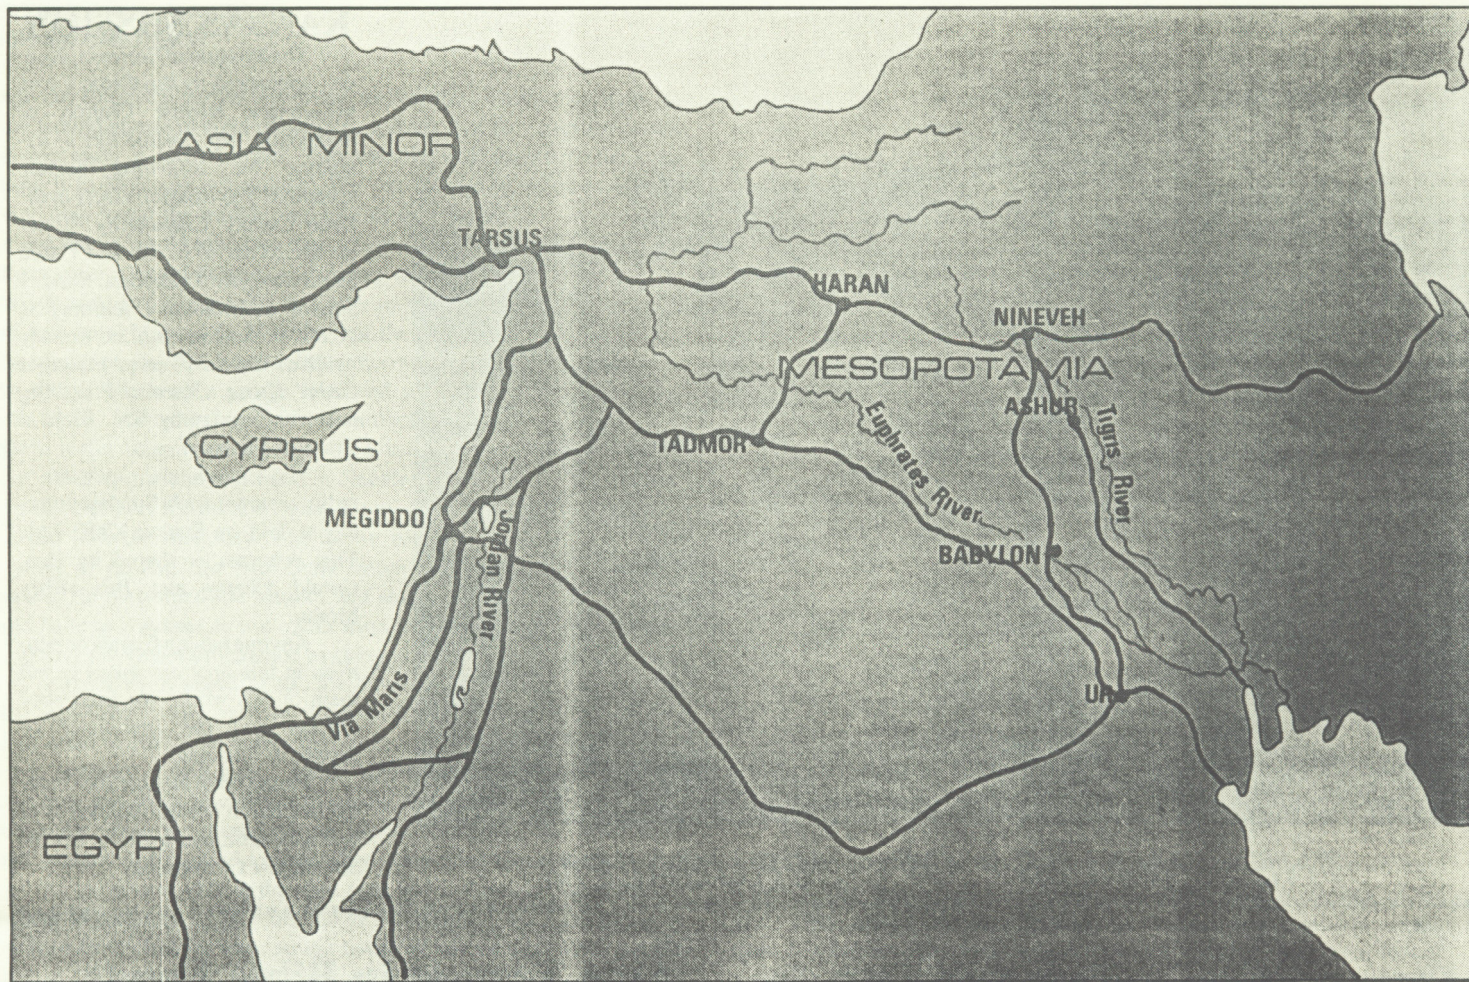 ASIA MINOR
TARSUS
HARAN
NINEVEH
MESOPOTAMIA
ASHUR
Tigris River
Euphrates River
CYPRUS
TADMOR
MEGIDDO
Jordan River
BABYLON
UR
Via Maris
EGYPT